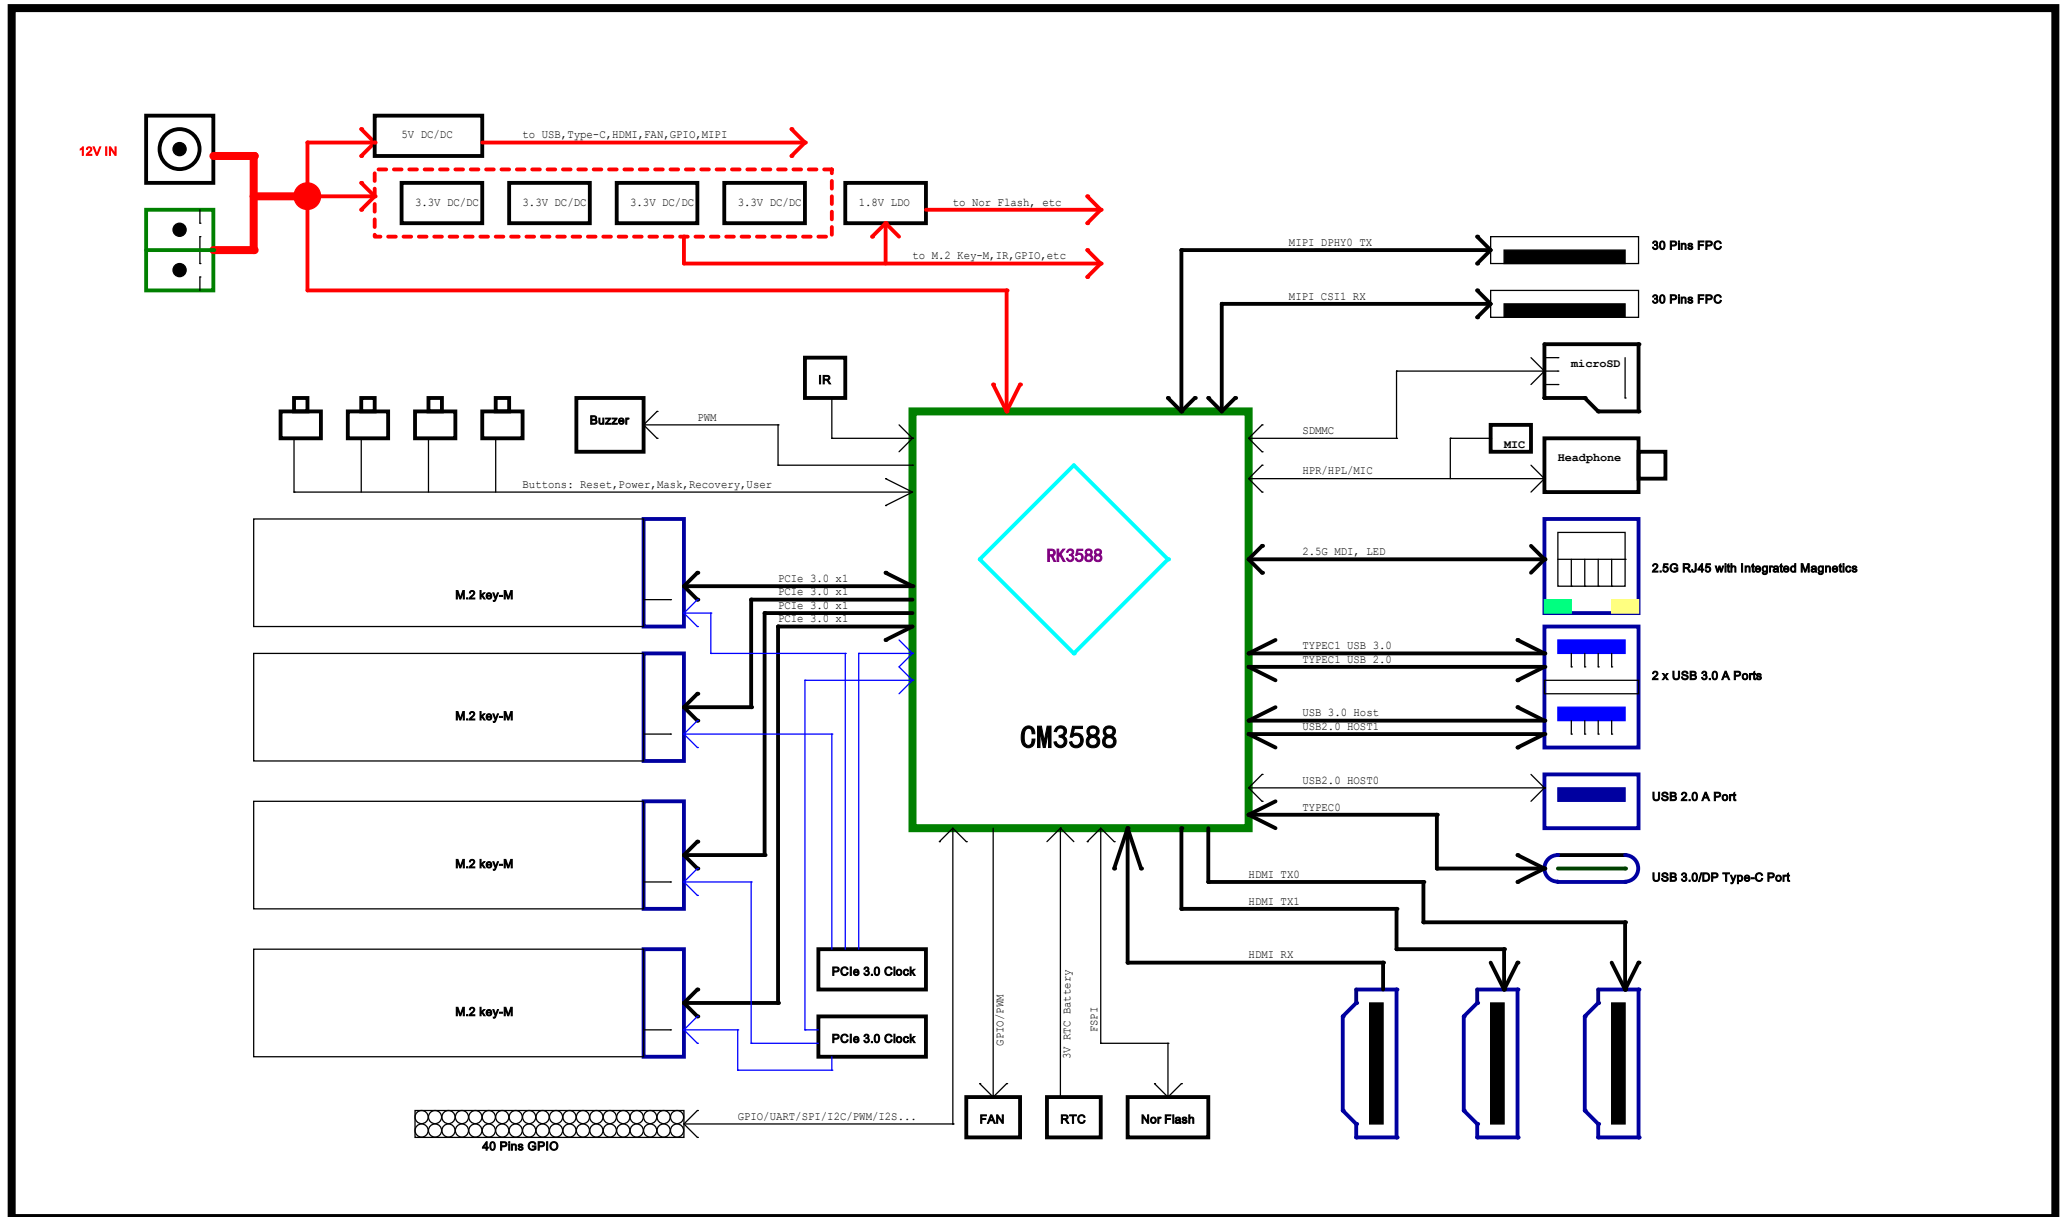 12V IN
5V DC/DC
to USB,Type-C,HDMI,FAN,GPIO,MIPI
3.3V DC/DC
3.3V DC/DC
3.3V DC/DC
3.3V DC/DC
1.8V LDO
to Nor Flash, etc
to M.2 Key-M,IR,GPIO,etc
MIPI DPHY0 TX
30 Pins FPC
MIPI CSI1 RX
30 Pins FPC
IR
microSD
Buzzer
PWM
SDMMC
MIC
HPR/HPL/MIC
Headphone
Buttons: Reset,Power,Mask,Recovery,User
RK3588
CM3588
2.5G MDI, LED
2.5G RJ45 with Integrated Magnetics
M.2 key-M
PCIe 3.0 x1
PCIe 3.0 x1
PCIe 3.0 x1
PCIe 3.0 x1
TYPEC1 USB 3.0
TYPEC1 USB 2.0
2 x USB 3.0 A Ports
M.2 key-M
USB 3.0 Host
USB2.0 HOST1
USB2.0 HOST0
USB 2.0 A Port
TYPEC0
M.2 key-M
USB 3.0/DP Type-C Port
HDMI TX0
HDMI TX1
HDMI RX
PCIe 3.0 Clock
M.2 key-M
PCIe 3.0 Clock
GPIO/PWM
3V RTC Battery
FSPI
GPIO/UART/SPI/I2C/PWM/I2S...
FAN
RTC
Nor Flash
40 Pins GPIO